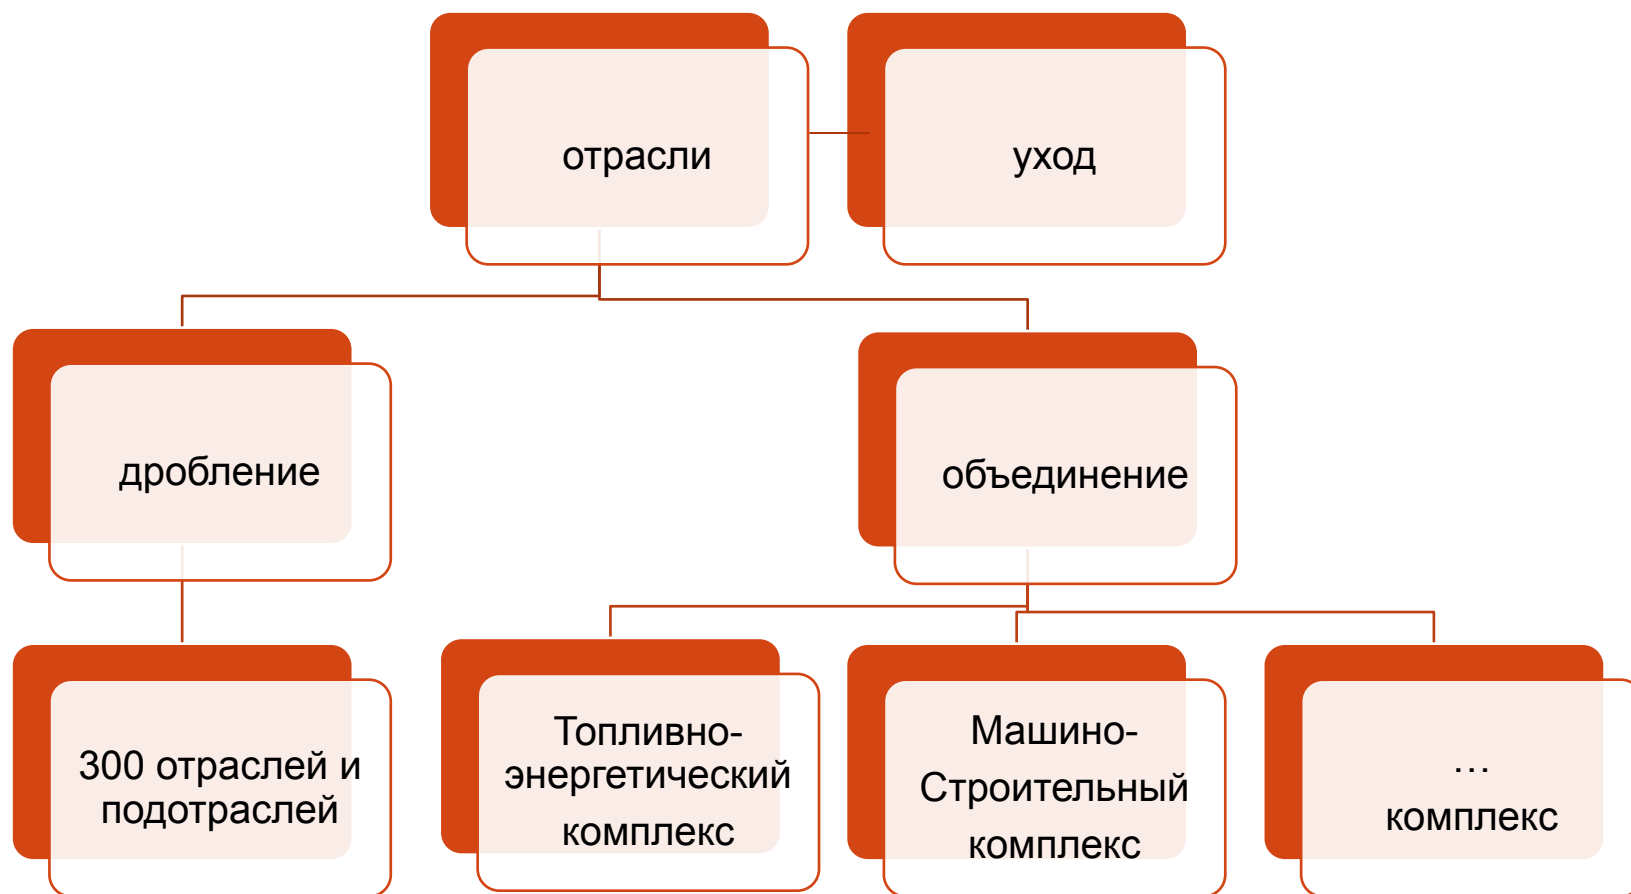 отрасли
уход
дробление
объединение
300 отраслей и
подотраслей
Топливно-
энергетический
комплекс
Машино-
Строительный
комплекс
…
комплекс